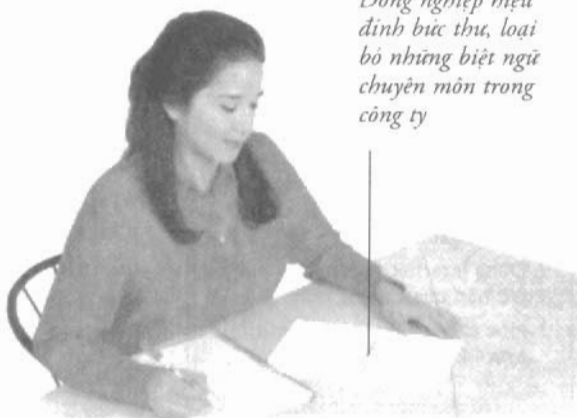 Đồng nghiệp hiệu
đính bức thư, loại
bỏ những biệt ngữ
chuyên môn trong
công ty